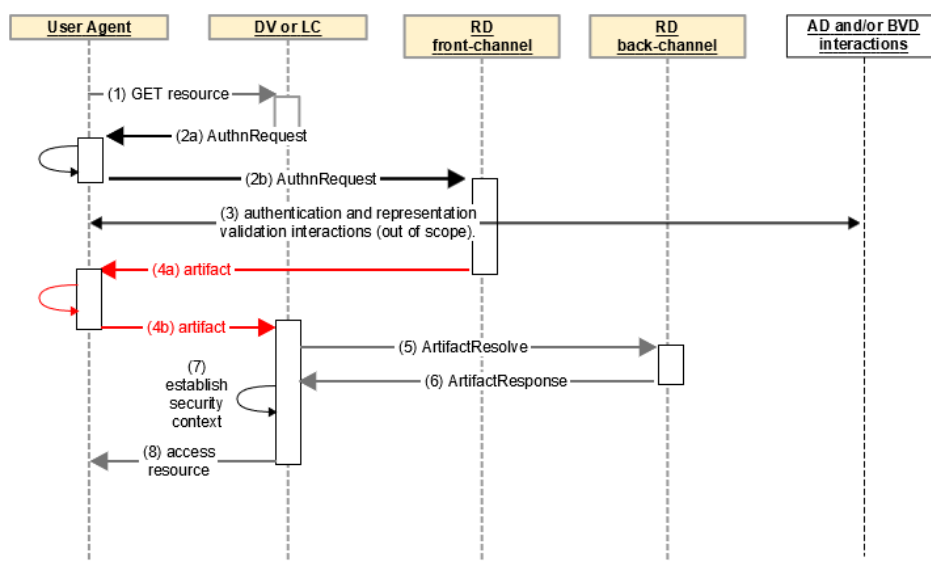 User Agent
DV or LC
RD
front-channel
RD
back-channel
AD and/or BVD
interactions
(1) GET resource
(2a) AuthnRequest
(2b) AuthnRequest
(3) authentication and representation
validation interactions (out of scope).
(4a) artifact
(4b) artifact
(5) ArtifactResolve
(6) ArtifactResponse
(7)
establish
security
context
(8) access
resource